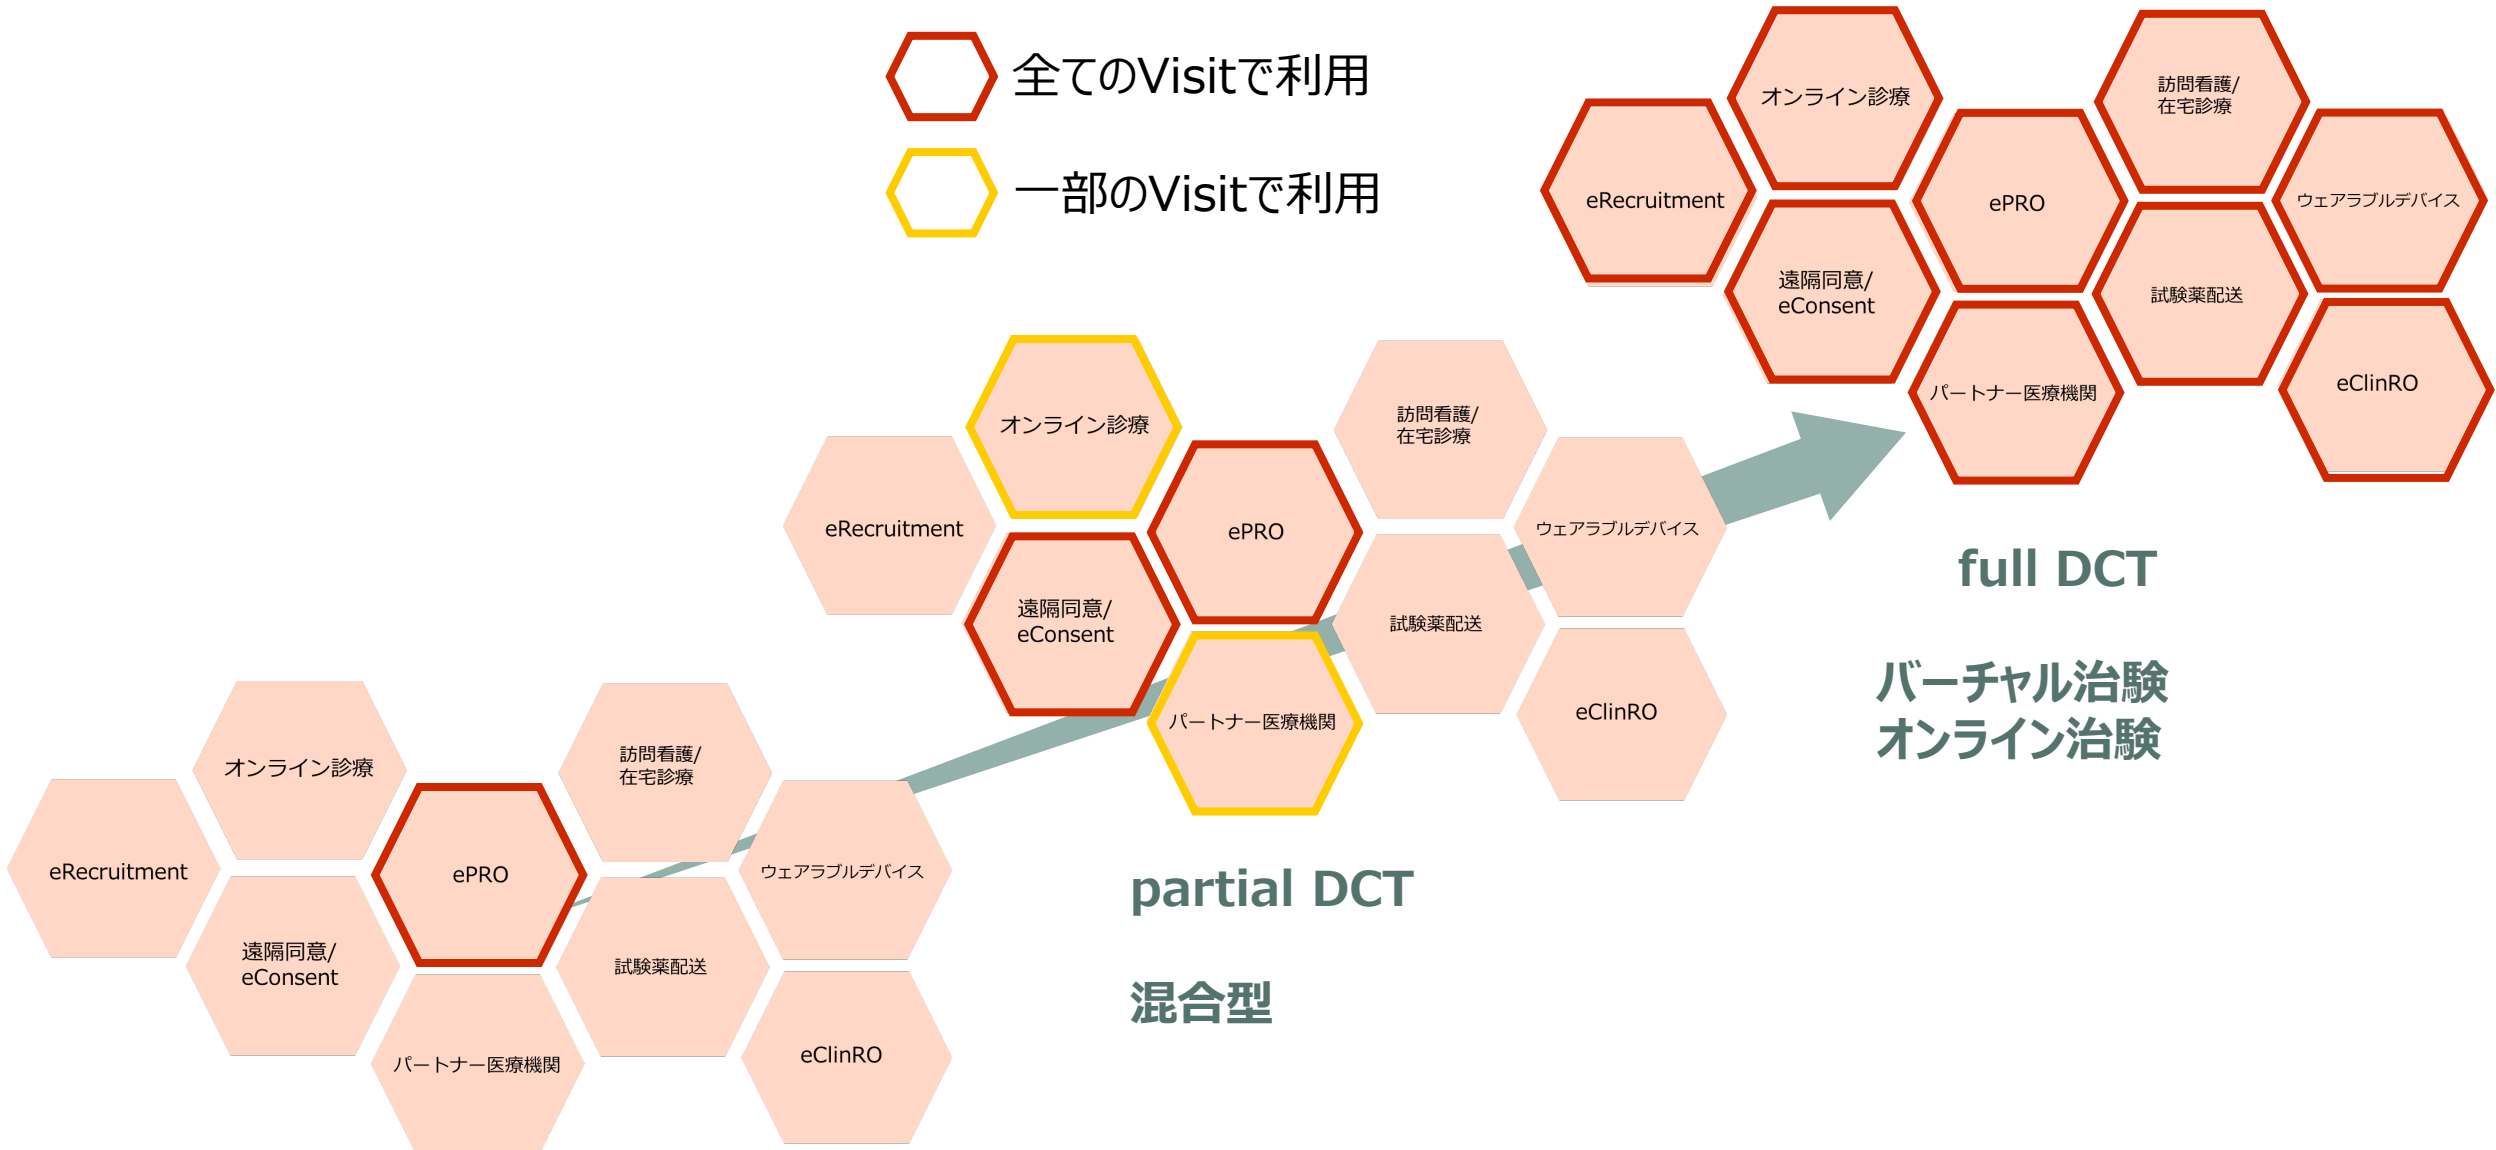 全てのVisitで利用
一部のVisitで利用
オンライン診療
訪問看護/
在宅診療
eRecruitment
ePRO
ウェアラブルデバイス
遠隔同意/
eConsent
試験薬配送
パートナー医療機関
eClinRO
full DCT
バーチャル治験
オンライン治験
オンライン診療
訪問看護/
在宅診療
eRecruitment
ePRO
ウェアラブルデバイス
遠隔同意/
eConsent
試験薬配送
パートナー医療機関
eClinRO
partial DCT
混合型
オンライン診療
訪問看護/
在宅診療
eRecruitment
ePRO
ウェアラブルデバイス
遠隔同意/
eConsent
試験薬配送
パートナー医療機関
eClinRO